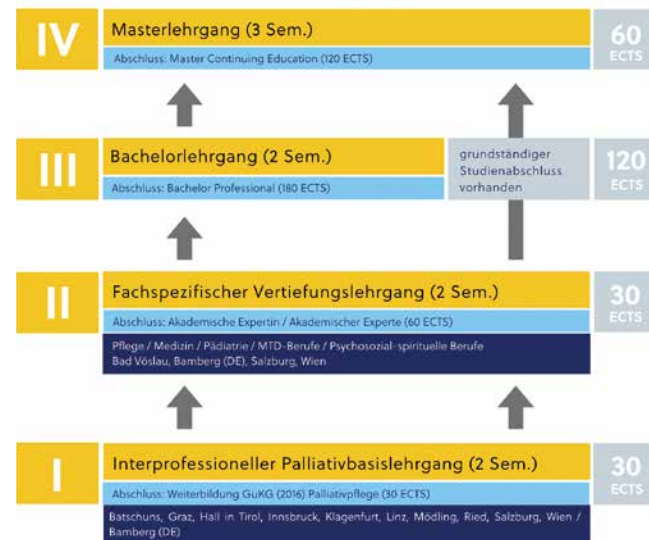 IV
Masterlehrgang (3 Sem.)
Abschluss: Master Continuing Education (120 ECTS)
60
ECTS
III
Bachelorlehrgang (2 Sem.)
Abschluss: Bachelor Professional (180 ECTS)
grundständiger
Studienabschluss
vorhanden
120
ECTS
II
Fachspezifischer Vertiefungslehrgang (2 Sem.)
Abschluss: Akademische Expertin / Akademischer Experte (60 ECTS)
Pflege / Medizin / Pädiatrie / MTD-Berufe / Psychosozial-spirituelle Berufe
Bad Vöslau, Bamberg (DE), Salzburg, Wien
30
ECTS
I
Interprofessioneller Palliativbasislehrgang (2 Sem.)
Abschluss: Weiterbildung GuKG (2016) Palliativpflege (30 ECTS)
Batschuns, Graz, Hall in Tirol, Innsbruck, Klagenfurt, Linz, Mödling, Ried, Salzburg, Wien /
Bamberg (DE)
30
ECTS